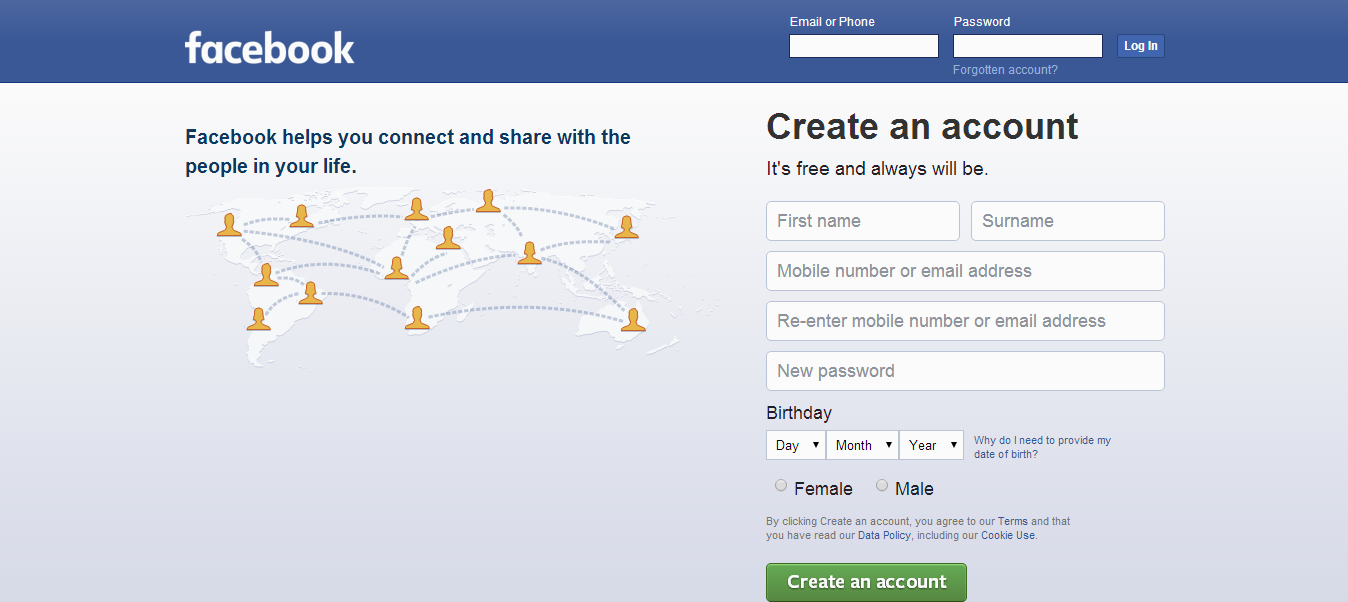 facebook
Email or Phone
Password
Log In
Forgotten account?
Facebook helps you connect and share with the
people in your life.
Create an account
It's free and always will be.
First name
Surname
Mobile number or email address
Re-enter mobile number or email address
New password
Birthday
Day
Month
Year
Why do I need to provide my
date of birth?
Female
Male
By clicking Create an account, you agree to our Terms and that
you have read our Data Policy, including our Cookie Use.
Create an account